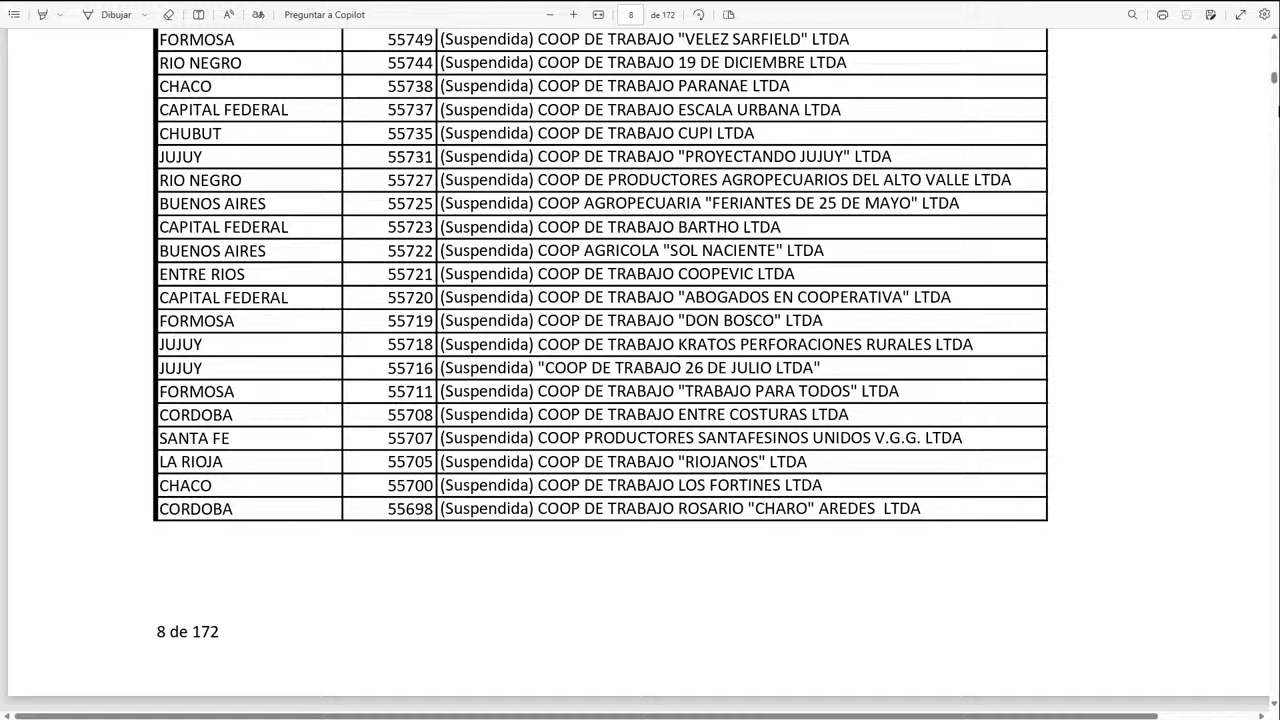 Dibujar
Preguntar a Copilot
8 de 172
FORMOSA 55749 (Suspendida) COOP DE TRABAJO "VELEZ SARFIELD" LTDA
RIO NEGRO 55744 (Suspendida) COOP DE TRABAJO 19 DE DICIEMBRE LTDA
CHACO 55738 (Suspendida) COOP DE TRABAJO PARANAE LTDA
CAPITAL FEDERAL 55737 (Suspendida) COOP DE TRABAJO ESCALA URBANA LTDA
CHUBUT 55735 (Suspendida) COOP DE TRABAJO CUPI LTDA
JUJUY 55731 (Suspendida) COOP DE TRABAJO "PROYECTANDO JUJUY" LTDA
RIO NEGRO 55727 (Suspendida) COOP DE PRODUCTORES AGROPECUARIOS DEL ALTO VALLE LTDA
BUENOS AIRES 55725 (Suspendida) COOP AGROPECUARIA "FERIANTES DE 25 DE MAYO" LTDA
CAPITAL FEDERAL 55723 (Suspendida) COOP DE TRABAJO BARTHO LTDA
BUENOS AIRES 55722 (Suspendida) COOP AGRICOLA "SOL NACIENTE" LTDA
ENTRE RIOS 55721 (Suspendida) COOP DE TRABAJO COOPEVIC LTDA
CAPITAL FEDERAL 55720 (Suspendida) COOP DE TRABAJO "ABOGADOS EN COOPERATIVA" LTDA
FORMOSA 55719 (Suspendida) COOP DE TRABAJO "DON BOSCO" LTDA
JUJUY 55718 (Suspendida) COOP DE TRABAJO KRATOS PERFORACIONES RURALES LTDA
JUJUY 55716 (Suspendida) "COOP DE TRABAJO 26 DE JULIO LTDA"
FORMOSA 55711 (Suspendida) COOP DE TRABAJO "TRABAJO PARA TODOS" LTDA
CORDOBA 55708 (Suspendida) COOP DE TRABAJO ENTRE COSTURAS LTDA
SANTA FE 55707 (Suspendida) COOP PRODUCTORES SANTAFESINOS UNIDOS V.G.G. LTDA
LA RIOJA 55705 (Suspendida) COOP DE TRABAJO "RIOJANOS" LTDA
CHACO 55700 (Suspendida) COOP DE TRABAJO LOS FORTINES LTDA
CORDOBA 55698 (Suspendida) COOP DE TRABAJO ROSARIO "CHARO" AREDES  LTDA
8 de 172